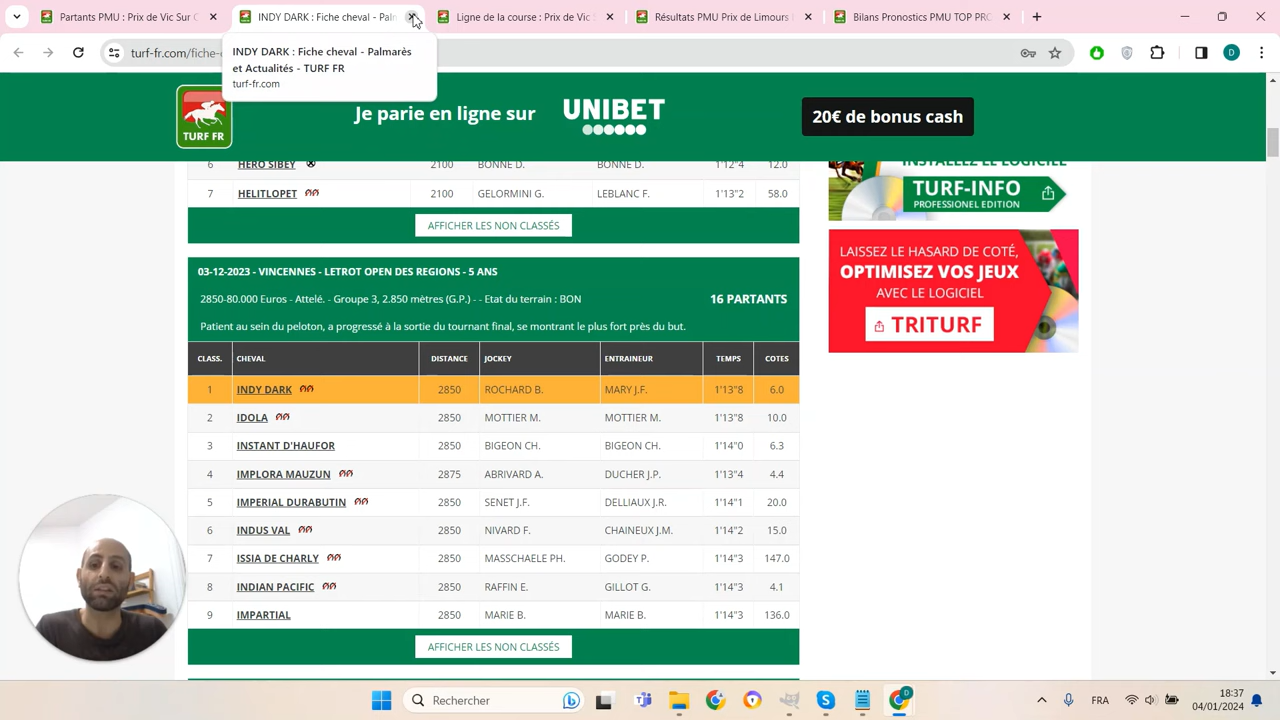 Partants PMU : Prix de Vic Sur C
INDY DARK : Fiche cheval - Paln
Ligne de la course : Prix de Vic S
Résultats PMU Prix de Limours
Bilans Pronostics PMU TOP PRO
turf-fr.com/fiche-c
D
INDY DARK : Fiche cheval - Palmarès
et Actualités - TURF FR
turf-fr.com
TURF FR
Je parie en ligne sur
UNIBET
20€ de bonus cash
6 HERO SIBEY 2100 BONNE D. BONNE D. 1'12"4 12.0
7 HELITLOPET 2100 GELORMINI G. LEBLANC F. 1'13"2 58.0
AFFICHER LES NON CLASSÉS
03-12-2023 - VINCENNES - LETROT OPEN DES REGIONS - 5 ANS
2850-80.000 Euros - Attelé. - Groupe 3, 2.850 mètres (G.P.) - - Etat du terrain : BON
16 PARTANTS
Patient au sein du peloton, a progressé à la sortie du tournant final, se montrant le plus fort près du but.
CLASS. CHEVAL DISTANCE JOCKEY ENTRAINEUR TEMPS COTES
1 INDY DARK 2850 ROCHARD B. MARY J.F. 1'13"8 6.0
2 IDOLA 2850 MOTTIER M. MOTTIER M. 1'13"8 10.0
3 INSTANT D'HAUFOR 2850 BIGEON CH. BIGEON CH. 1'14"0 6.3
4 IMPLORA MAUZUN 2875 ABRIVARD A. DUCHER J.P. 1'13"4 4.4
5 IMPERIAL DURABUTIN 2850 SENET J.F. DELLIAUX J.R. 1'14"1 20.0
6 INDUS VAL 2850 NIVARD F. CHAINEUX J.M. 1'14"2 15.0
7 ISSIA DE CHARLY 2850 MASSCHAELE PH. GODEY P. 1'14"3 147.0
8 INDIAN PACIFIC 2850 RAFFIN E. GILLOT G. 1'14"3 4.1
9 IMPARTIAL 2850 MARIE B. MARIE B. 1'14"3 136.0
AFFICHER LES NON CLASSÉS
INSTALLEZ LE LOGICIEL
TURF-INFO
PROFESIONEL EDITION
LAISSEZ LE HASARD DE COTÉ,
OPTIMISEZ VOS JEUX
AVEC LE LOGICIEL
TRITURF
Rechercher
FRA
18:37
04/01/2024